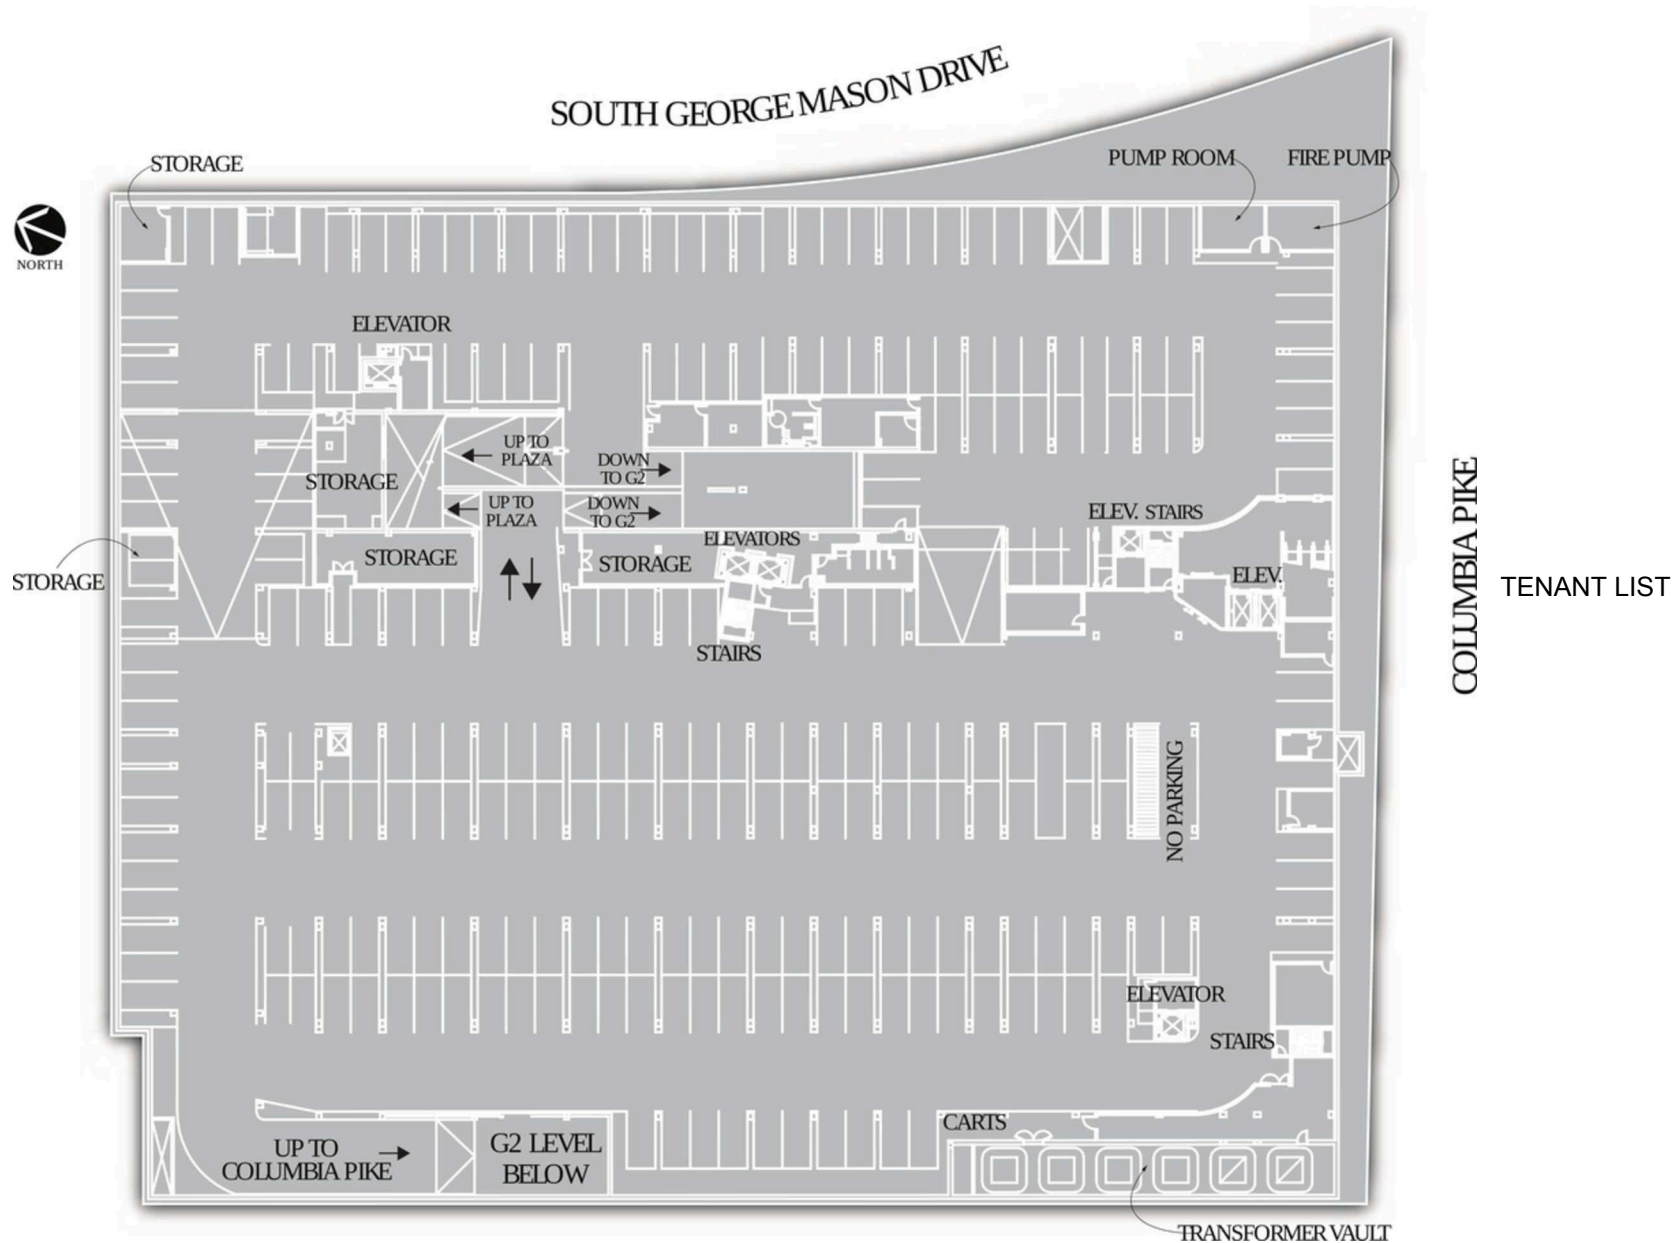 SOUTH GEORGE MASON DRIVE
STORAGE
PUMP ROOM
FIRE PUMP
NORTH
ELEVATOR
UP TO
PLAZA
DOWN
TO G2
STORAGE
UP TO
PLAZA
DOWN
TO G2
ELEV. STAIRS
COLUMBIA PIKE
ELEVATORS
STORAGE
STORAGE
STORAGE
ELEV.
TENANT LIST
STAIRS
NO PARKING
ELEVATOR
STAIRS
CARTS
UP TO
COLUMBIA PIKE
G2 LEVEL
BELOW
TRANSFORMER VAULT